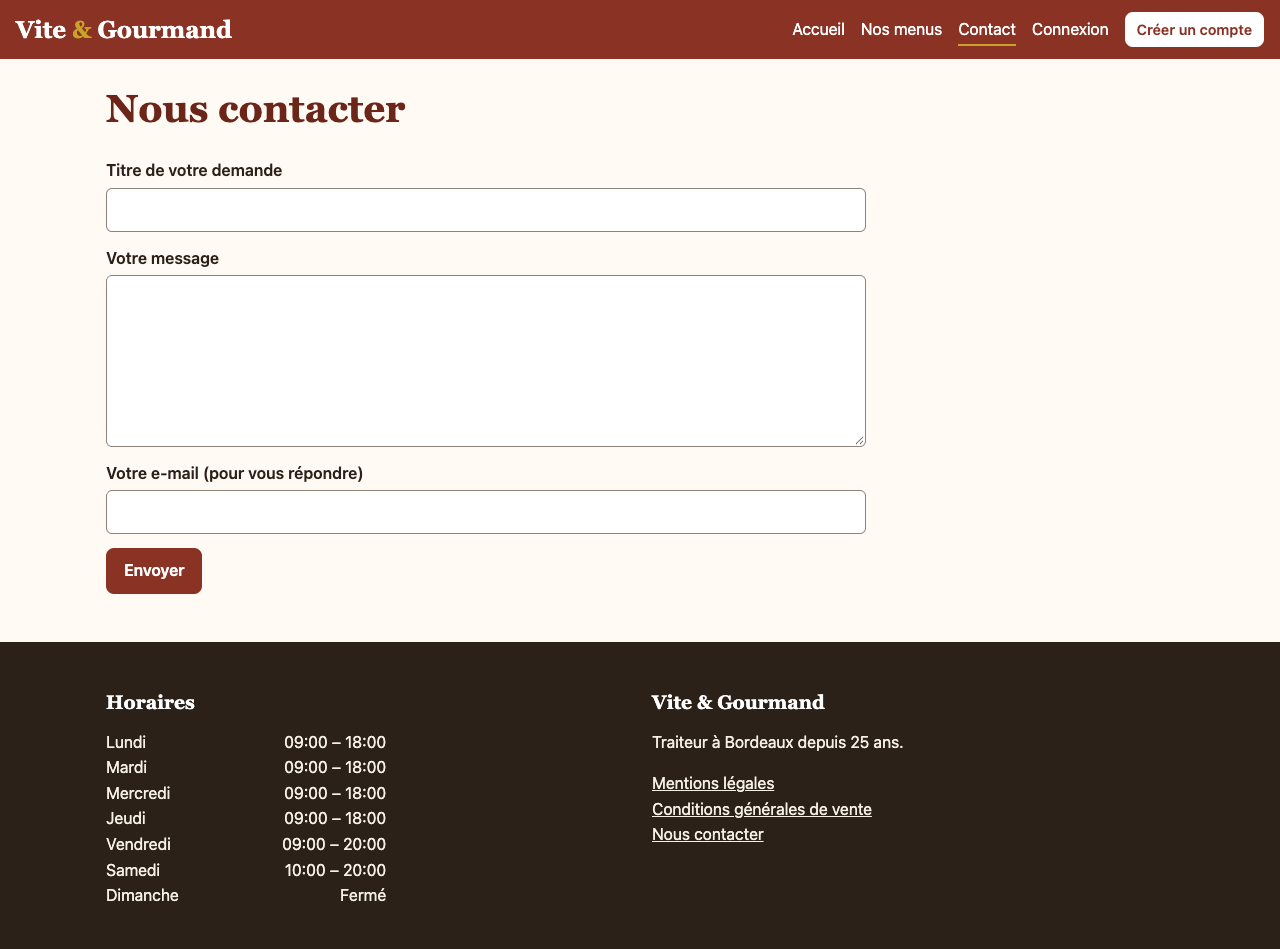 Vite & Gourmand
Accueil Nos menus Contact Connexion Créer un compte
Nous contacter
Titre de votre demande
Votre message
Votre e-mail (pour vous répondre)
Envoyer
Horaires
Lundi 09:00 – 18:00
Mardi 09:00 – 18:00
Mercredi 09:00 – 18:00
Jeudi 09:00 – 18:00
Vendredi 09:00 – 20:00
Samedi 10:00 – 20:00
Dimanche Fermé
Vite & Gourmand
Traiteur à Bordeaux depuis 25 ans.
Mentions légales
Conditions générales de vente
Nous contacter